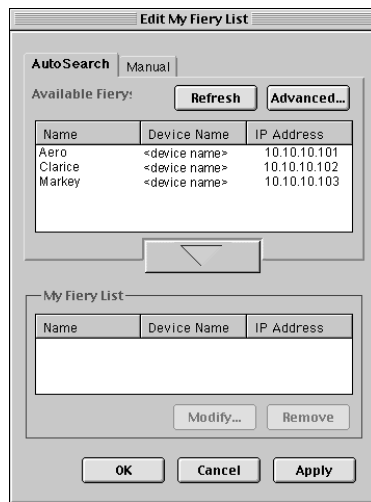 Edit My Fiery List
AutoSearch Manual
Available Fiery: Refresh Advanced...
Name Device Name IP Address
Aero <device name> 10.10.10.101
Clarice <device name> 10.10.10.102
Markey <device name> 10.10.10.103
My Fiery List
Name Device Name IP Address
Modify... Remove
OK Cancel Apply